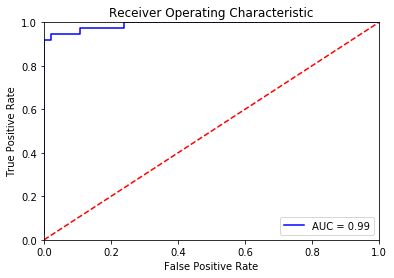 Receiver Operating Characteristic
1.0
0.8
0.6
0.4
0.2
0.0
True Positive Rate
AUC = 0.99
0.0 0.2 0.4 0.6 0.8 1.0
False Positive Rate